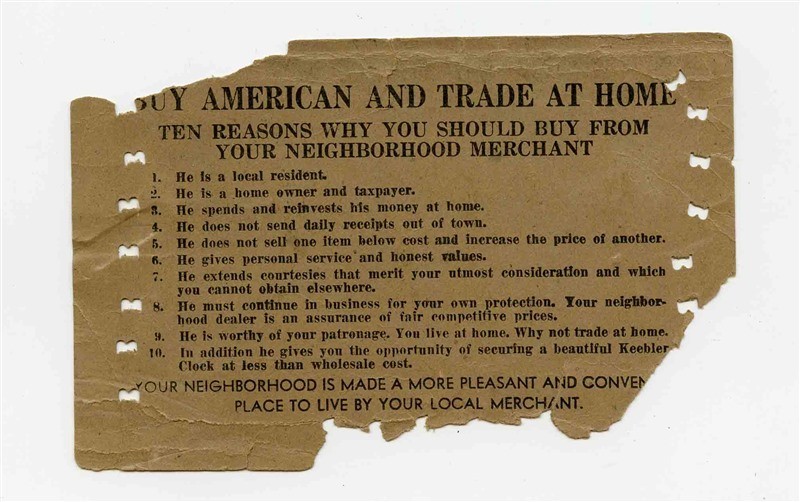 BUY AMERICAN AND TRADE AT HOME
TEN REASONS WHY YOU SHOULD BUY FROM
YOUR NEIGHBORHOOD MERCHANT
1. He is a local resident.
2. He is a home owner and taxpayer.
3. He spends and reinvests his money at home.
4. He does not send daily receipts out of town.
5. He does not sell one item below cost and increase the price of another.
6. He gives personal service and honest values.
7. He extends courtesies that merit your utmost consideration and which
you cannot obtain elsewhere.
8. He must continue in business for your own protection. Your neighbor-
hood dealer is an assurance of fair competitive prices.
9. He is worthy of your patronage. You live at home. Why not trade at home.
10. In addition he gives you the opportunity of securing a beautiful Keebler
Clock at less than wholesale cost.
YOUR NEIGHBORHOOD IS MADE A MORE PLEASANT AND CONVEN
PLACE TO LIVE BY YOUR LOCAL MERCHANT.